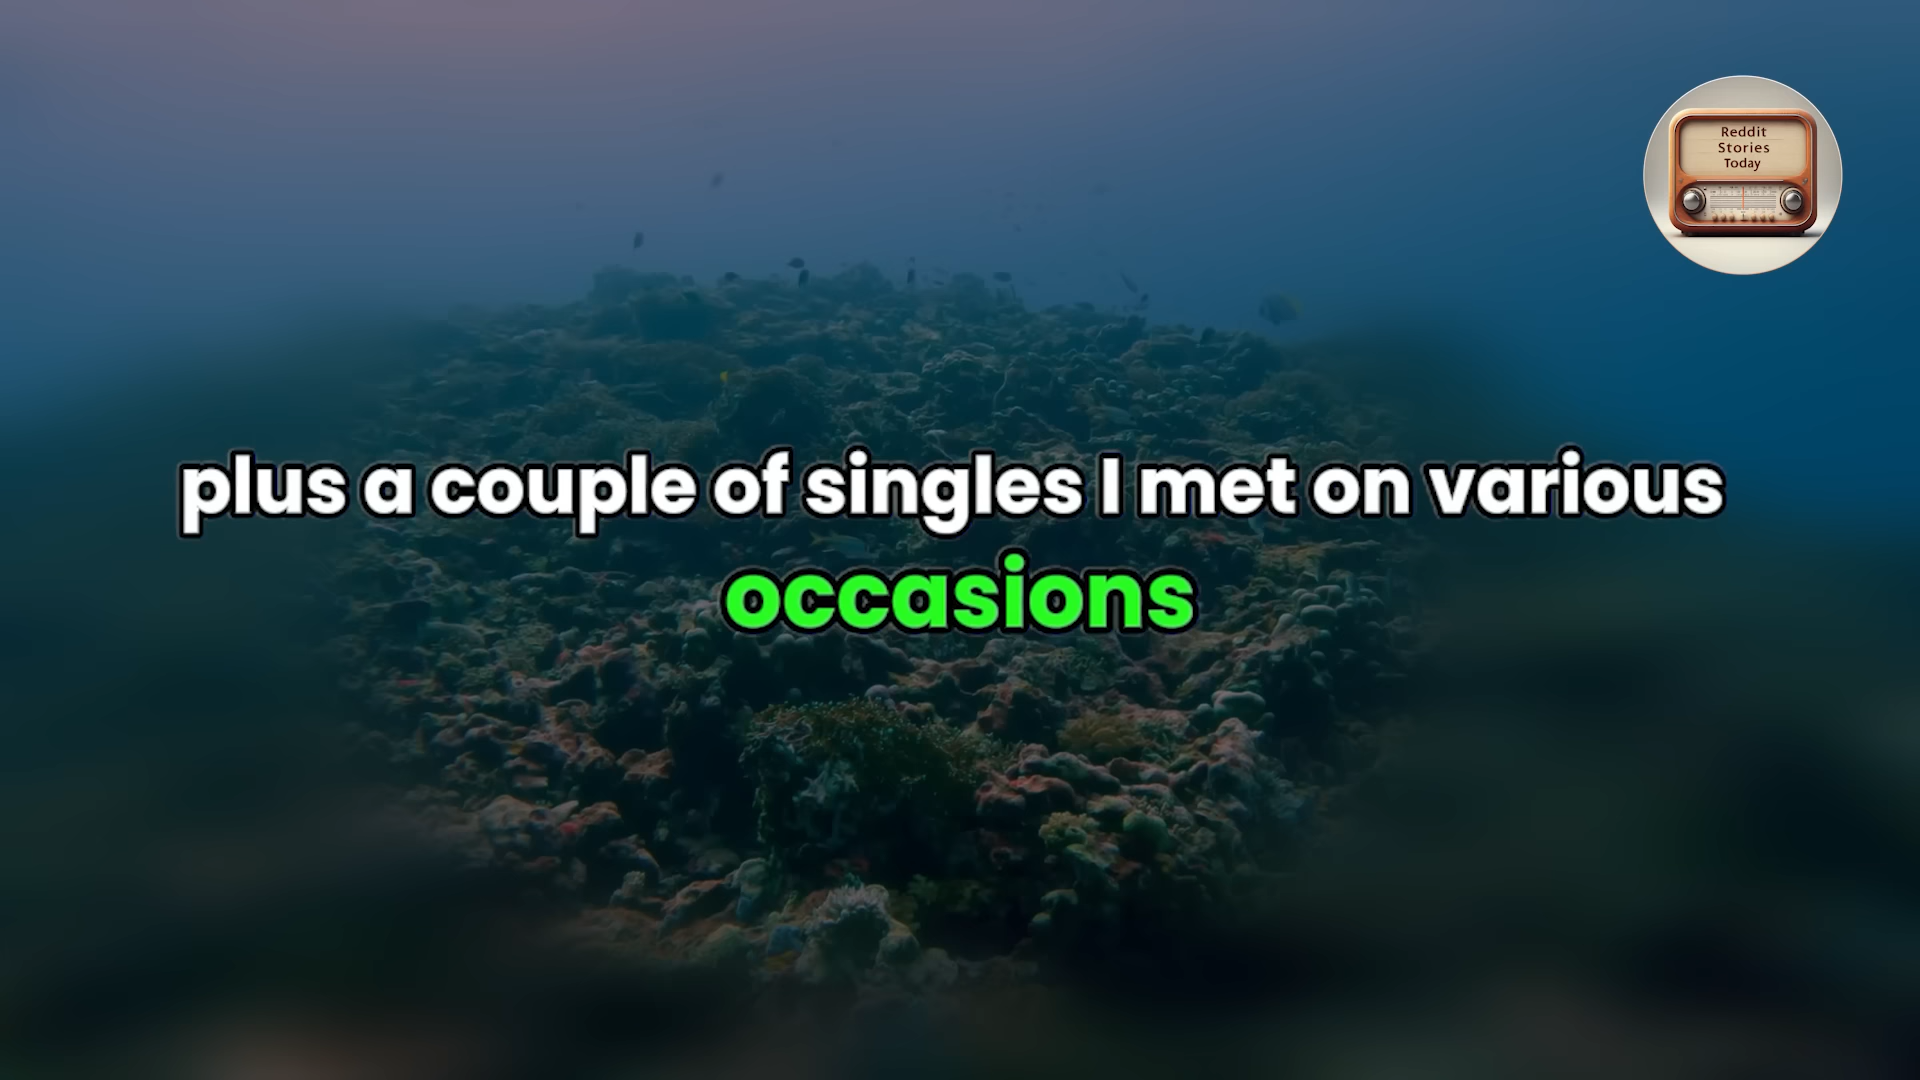 Reddit
Stories
Today
plus a couple of singles I met on various
occasions